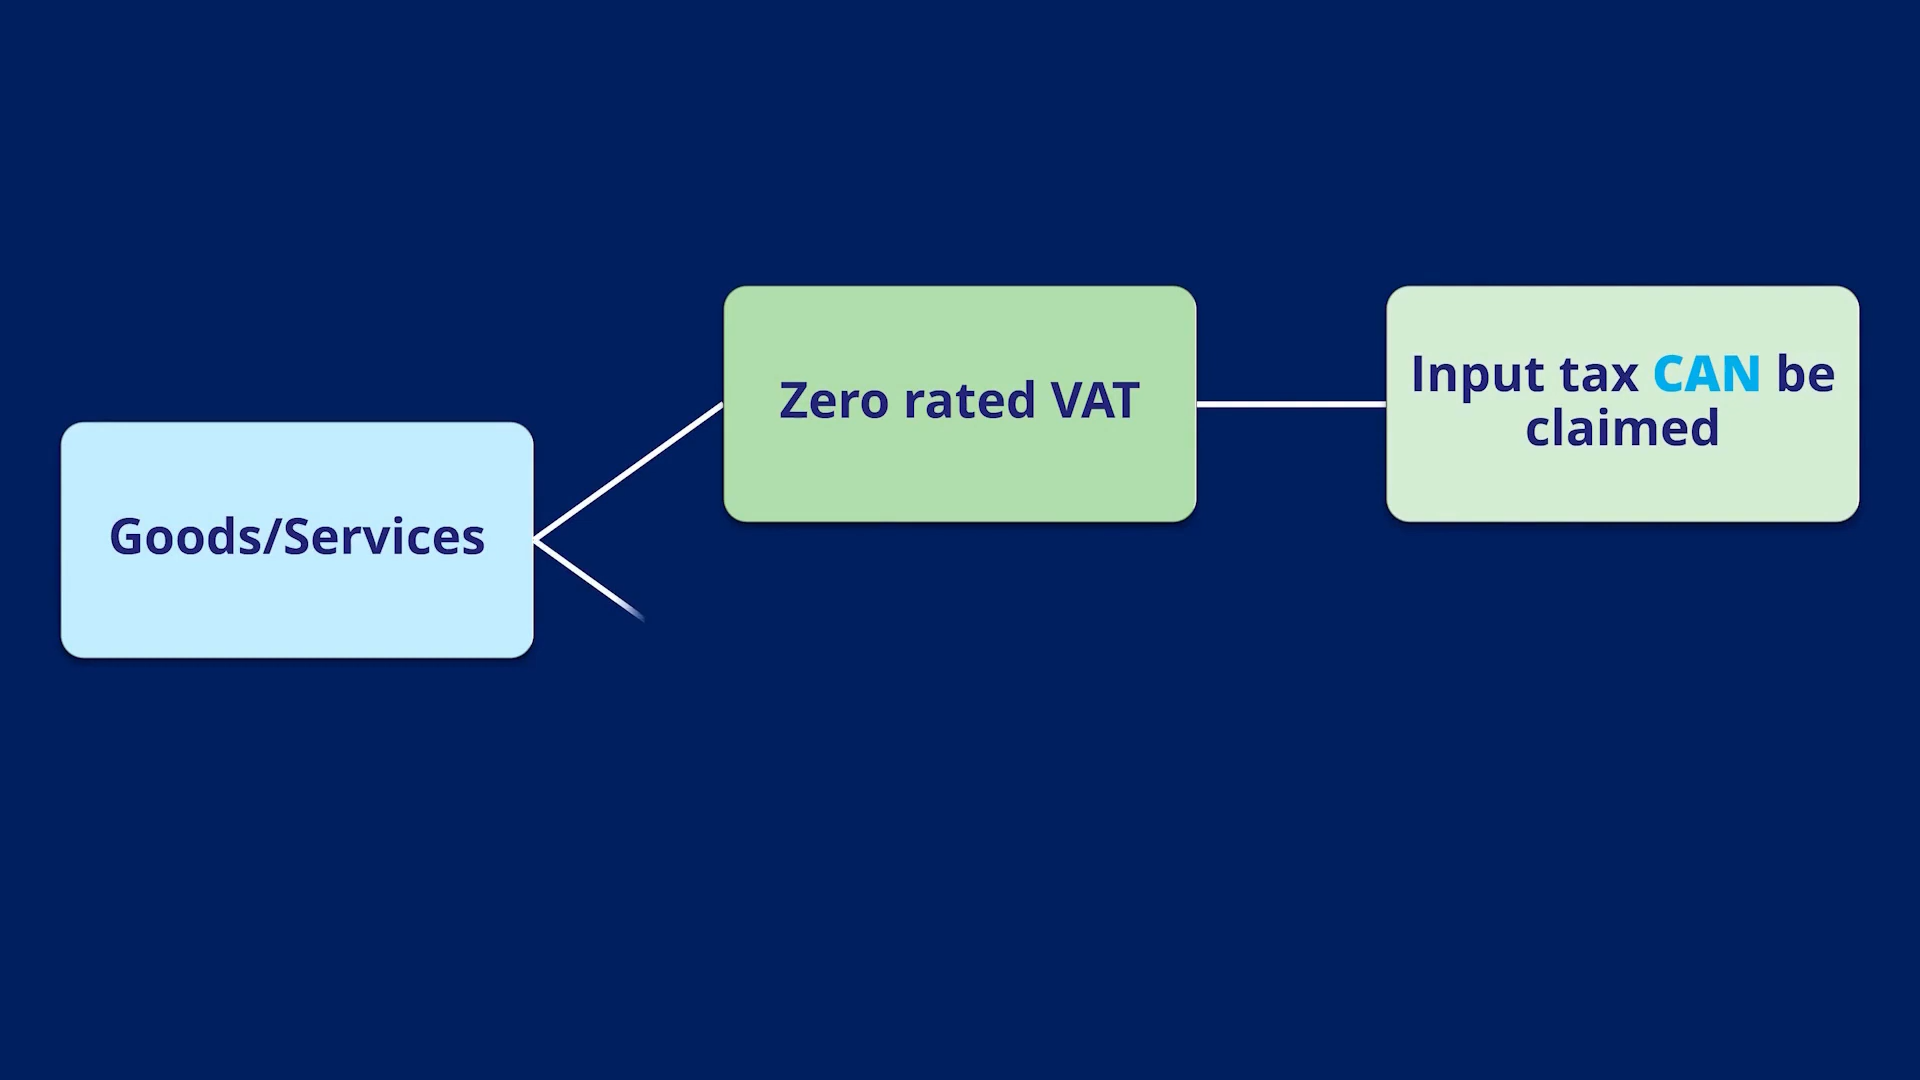 Goods/Services
Zero rated VAT
Input tax CAN be
claimed